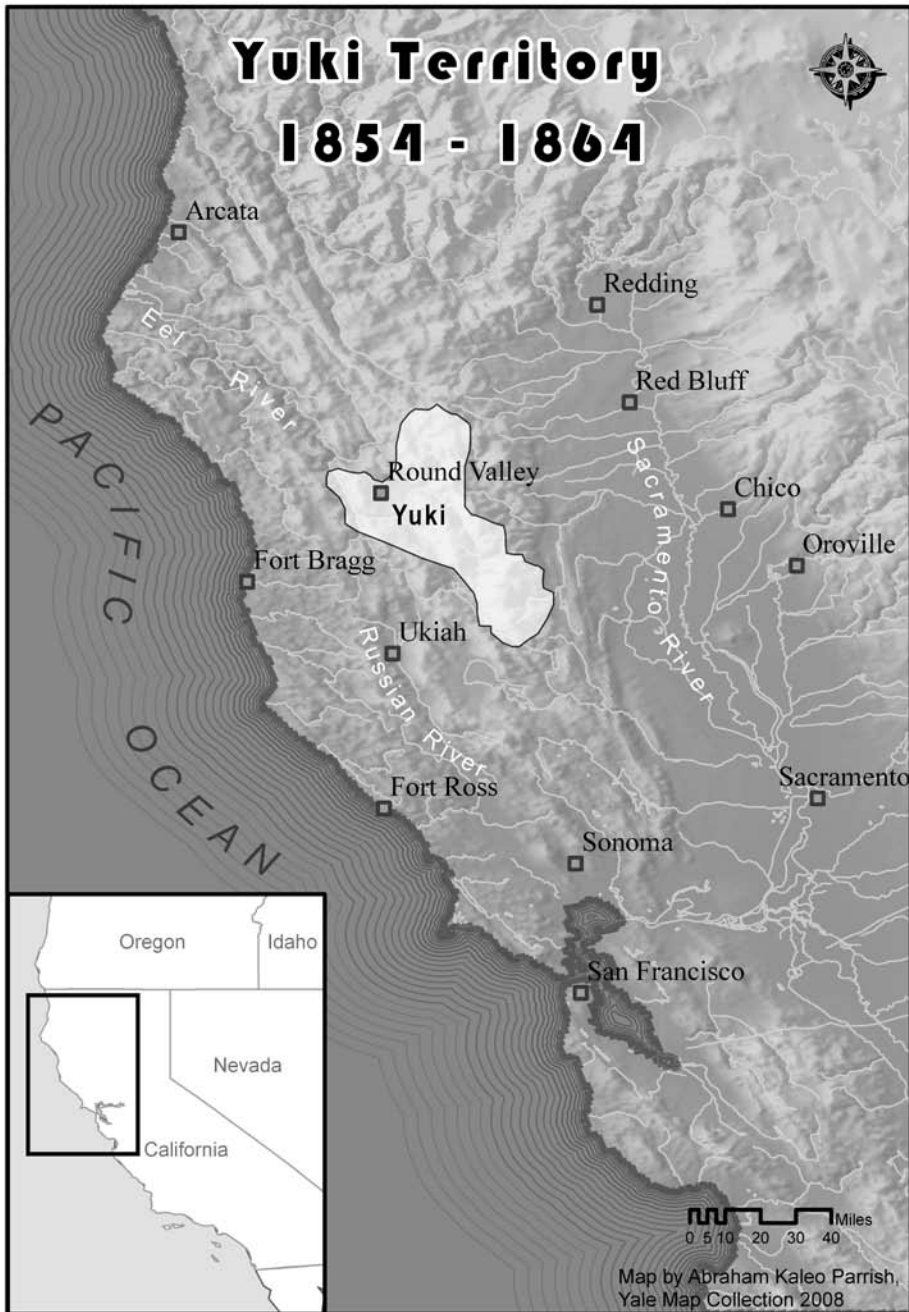 Yuki Territory
1854 - 1864
Arcata
Redding
Eel River
Red Bluff
PACIFIC OCEAN
Round Valley
Yuki
Sacramento River
Chico
Oroville
Fort Bragg
Ukiah
Russian River
Sacramento
Fort Ross
Sonoma
San Francisco
Oregon
Idaho
Nevada
California
Miles
0 5 10 20 30 40
Map by Abraham Kaleo Parrish,
Yale Map Collection 2008